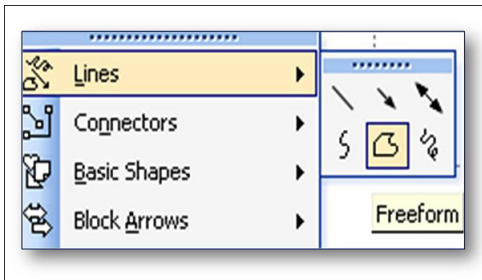 Lines
Connectors
Basic Shapes
Block Arrows
Freeform